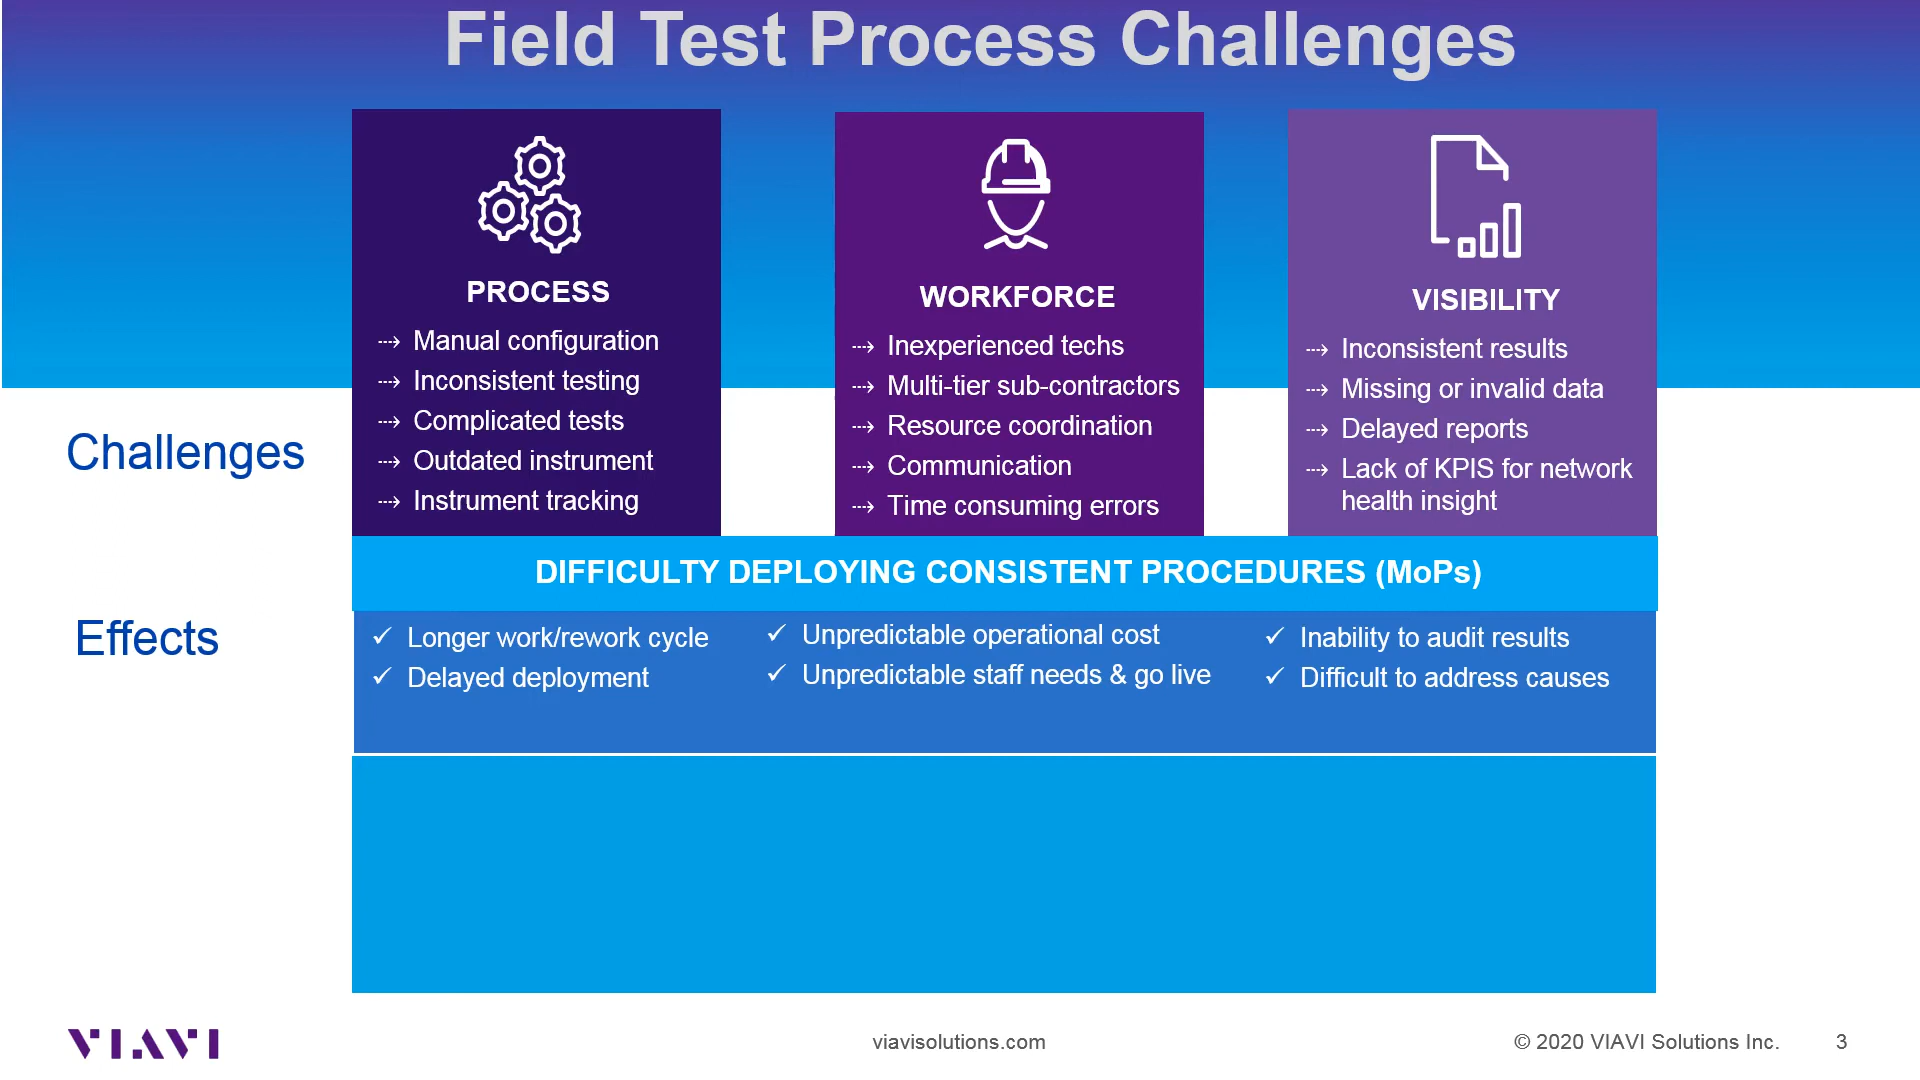 Field Test Process Challenges
PROCESS
Manual configuration
Inconsistent testing
Complicated tests
Outdated instrument
Instrument tracking
WORKFORCE
Inexperienced techs
Multi-tier sub-contractors
Resource coordination
Communication
Time consuming errors
VISIBILITY
Inconsistent results
Missing or invalid data
Delayed reports
Lack of KPIS for network
health insight
Challenges
DIFFICULTY DEPLOYING CONSISTENT PROCEDURES (MoPs)
Effects
Longer work/rework cycle
Delayed deployment
Unpredictable operational cost
Unpredictable staff needs & go live
Inability to audit results
Difficult to address causes
VIAVI
viavisolutions.com
© 2020 VIAVI Solutions Inc.
3